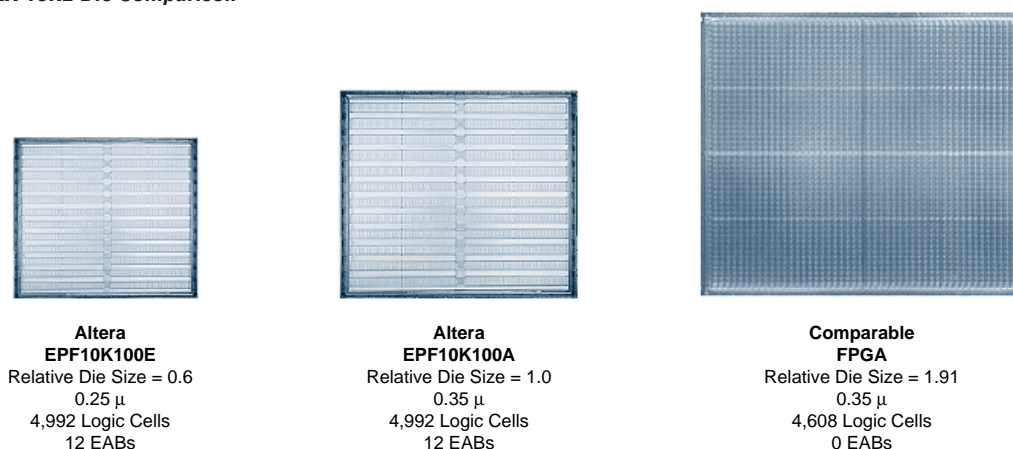 Die Comparison
Altera
EPF10K100E
Relative Die Size = 0.6
0.25 μ
4,992 Logic Cells
12 EABs
Altera
EPF10K100A
Relative Die Size = 1.0
0.35 μ
4,992 Logic Cells
12 EABs
Comparable
FPGA
Relative Die Size = 1.91
0.35 μ
4,608 Logic Cells
0 EABs